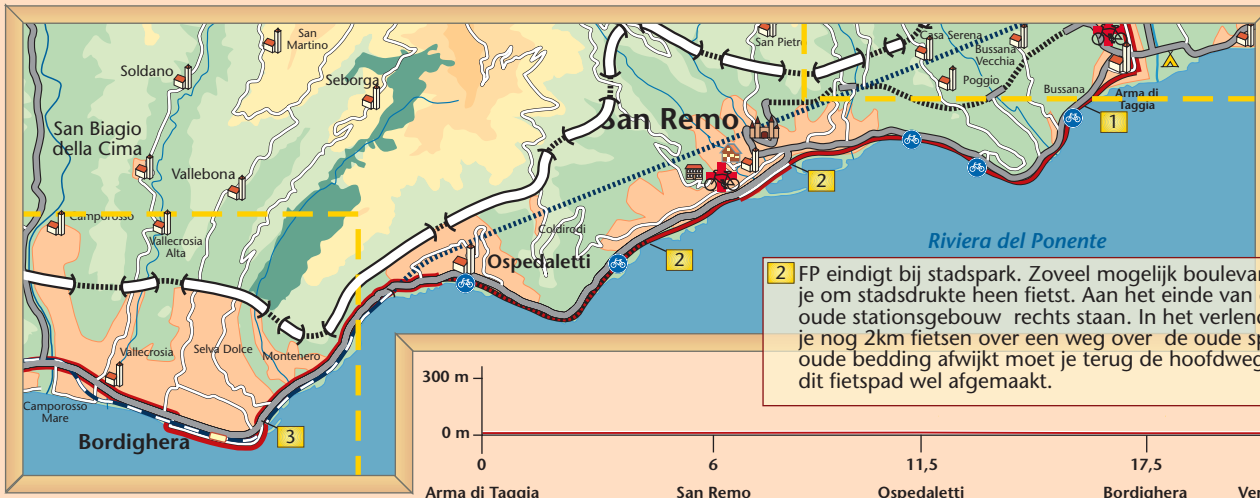 San
Martino
San Pietro
Casa Serena
Bussana
Vecchia
Soldano
Seborga
Poggio
Bussana
Arma di
Taggia
1
San Remo
San Biagio
della Cima
Vallebona
2
Camporosso
Vallecrosia
Alta
Coldirodi
Riviera del Ponente
Ospedaletti
2
2 FP eindigt bij stadspark. Zoveel mogelijk boulevar
je om stadsdrukte heen fietst. Aan het einde van
oude stationsgebouw rechts staan. In het verleng
je nog 2km fietsen over een weg over de oude sp
oude bedding afwijkt moet je terug de hoofdweg
dit fietspad wel afgemaakt.
Vallecrosia
Selva Dolce
Montenero
Camporosso
Mare
Bordighera
3
300 m
0 m
0
6
11,5
17,5
Arma di Taggia
San Remo
Ospedaletti
Bordighera
Ve